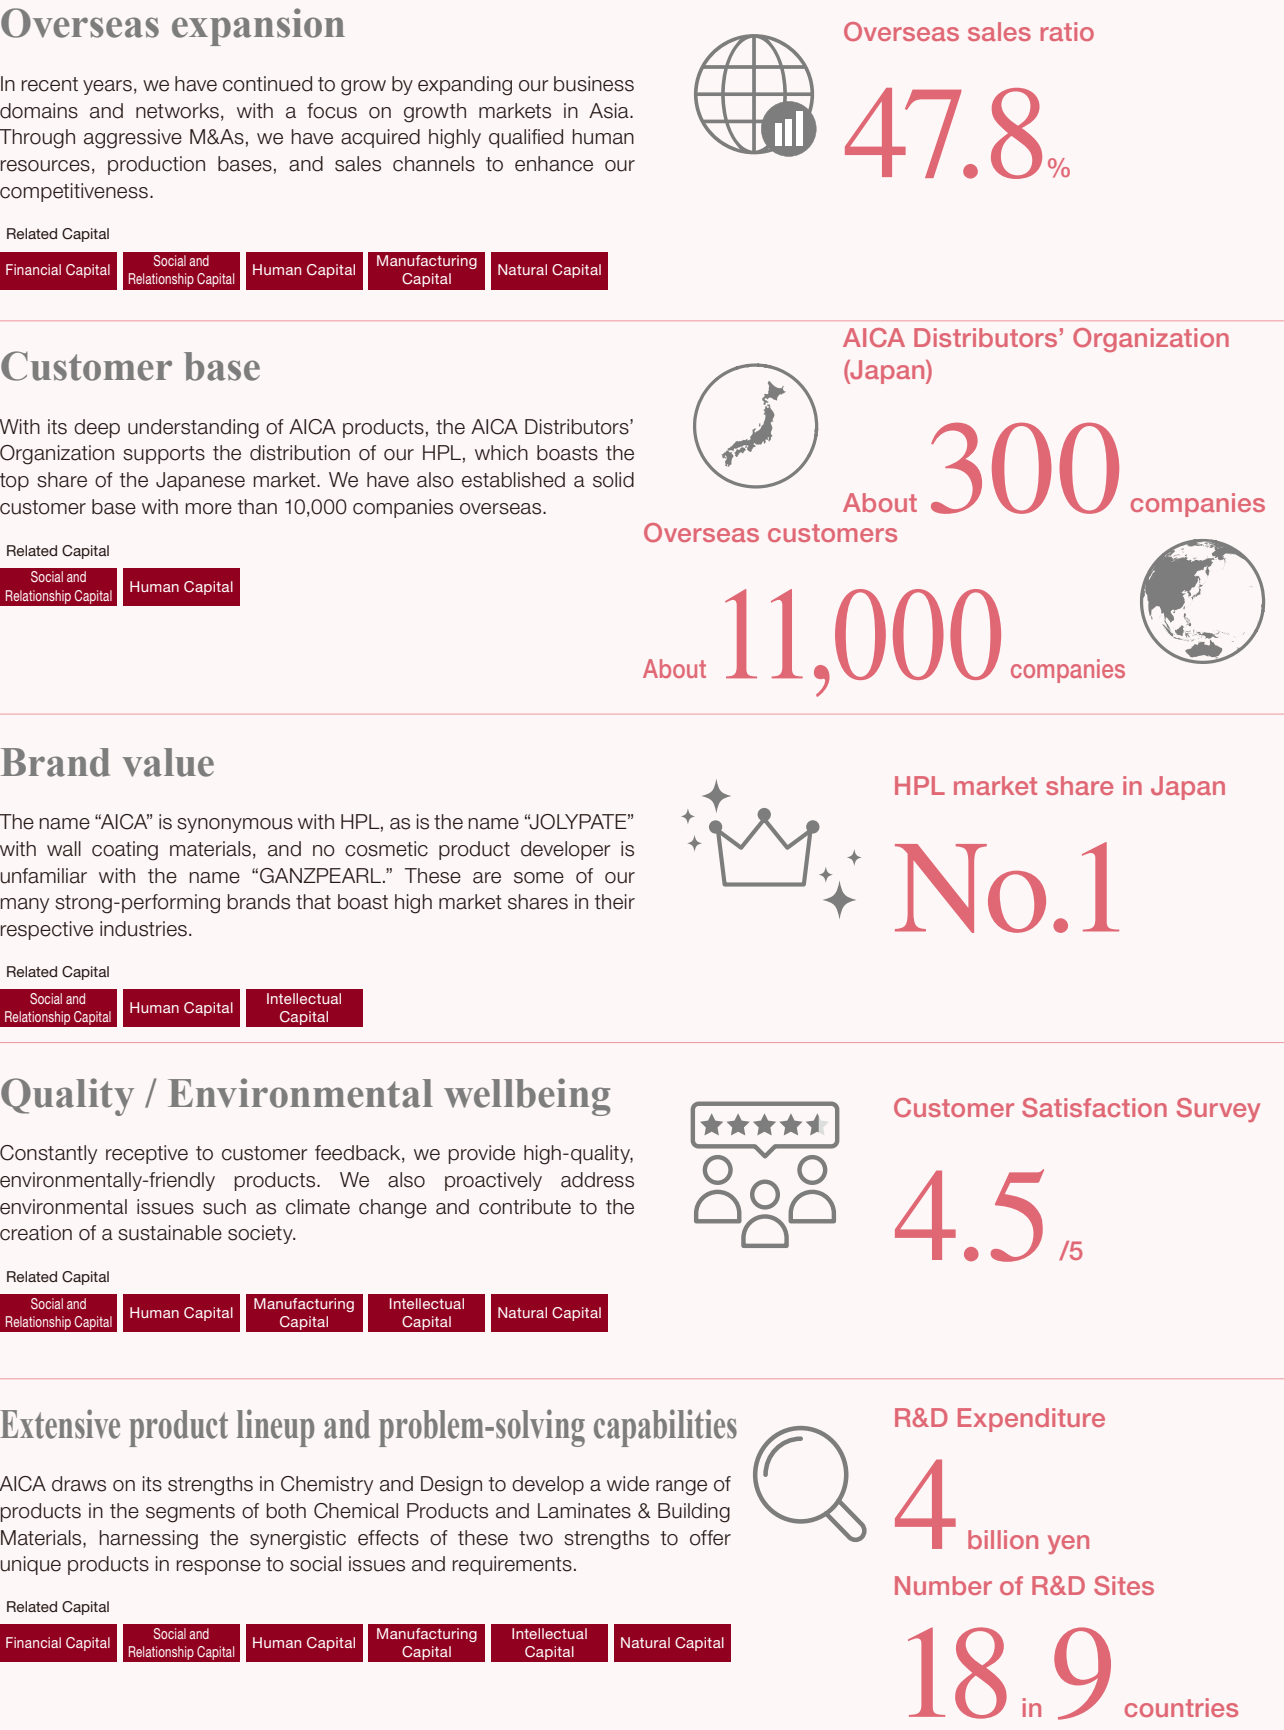 Overseas expansion
In recent years, we have continued to grow by expanding our business
domains and networks, with a focus on growth markets in Asia.
Through aggressive M&As, we have acquired highly qualified human
resources, production bases, and sales channels to enhance our
competitiveness.
Related Capital
Financial Capital
Social and
Relationship Capital
Human Capital
Manufacturing
Capital
Natural Capital
Overseas sales ratio
47.8%
Customer base
With its deep understanding of AICA products, the AICA Distributors’
Organization supports the distribution of our HPL, which boasts the
top share of the Japanese market. We have also established a solid
customer base with more than 10,000 companies overseas.
Related Capital
Social and
Relationship Capital
Human Capital
AICA Distributors’ Organization
(Japan)
About 300 companies
Overseas customers
About 11,000 companies
Brand value
The name “AICA” is synonymous with HPL, as is the name “JOLYPATE”
with wall coating materials, and no cosmetic product developer is
unfamiliar with the name “GANZPEARL.” These are some of our
many strong-performing brands that boast high market shares in their
respective industries.
Related Capital
Social and
Relationship Capital
Human Capital
Intellectual
Capital
HPL market share in Japan
No.1
Quality / Environmental wellbeing
Constantly receptive to customer feedback, we provide high-quality,
environmentally-friendly products. We also proactively address
environmental issues such as climate change and contribute to the
creation of a sustainable society.
Related Capital
Social and
Relationship Capital
Human Capital
Manufacturing
Capital
Intellectual
Capital
Natural Capital
Customer Satisfaction Survey
4.5 /5
Extensive product lineup and problem-solving capabilities
AICA draws on its strengths in Chemistry and Design to develop a wide range of
products in the segments of both Chemical Products and Laminates & Building
Materials, harnessing the synergistic effects of these two strengths to offer
unique products in response to social issues and requirements.
Related Capital
Financial Capital
Social and
Relationship Capital
Human Capital
Manufacturing
Capital
Intellectual
Capital
Natural Capital
R&D Expenditure
4 billion yen
Number of R&D Sites
18 in 9 countries